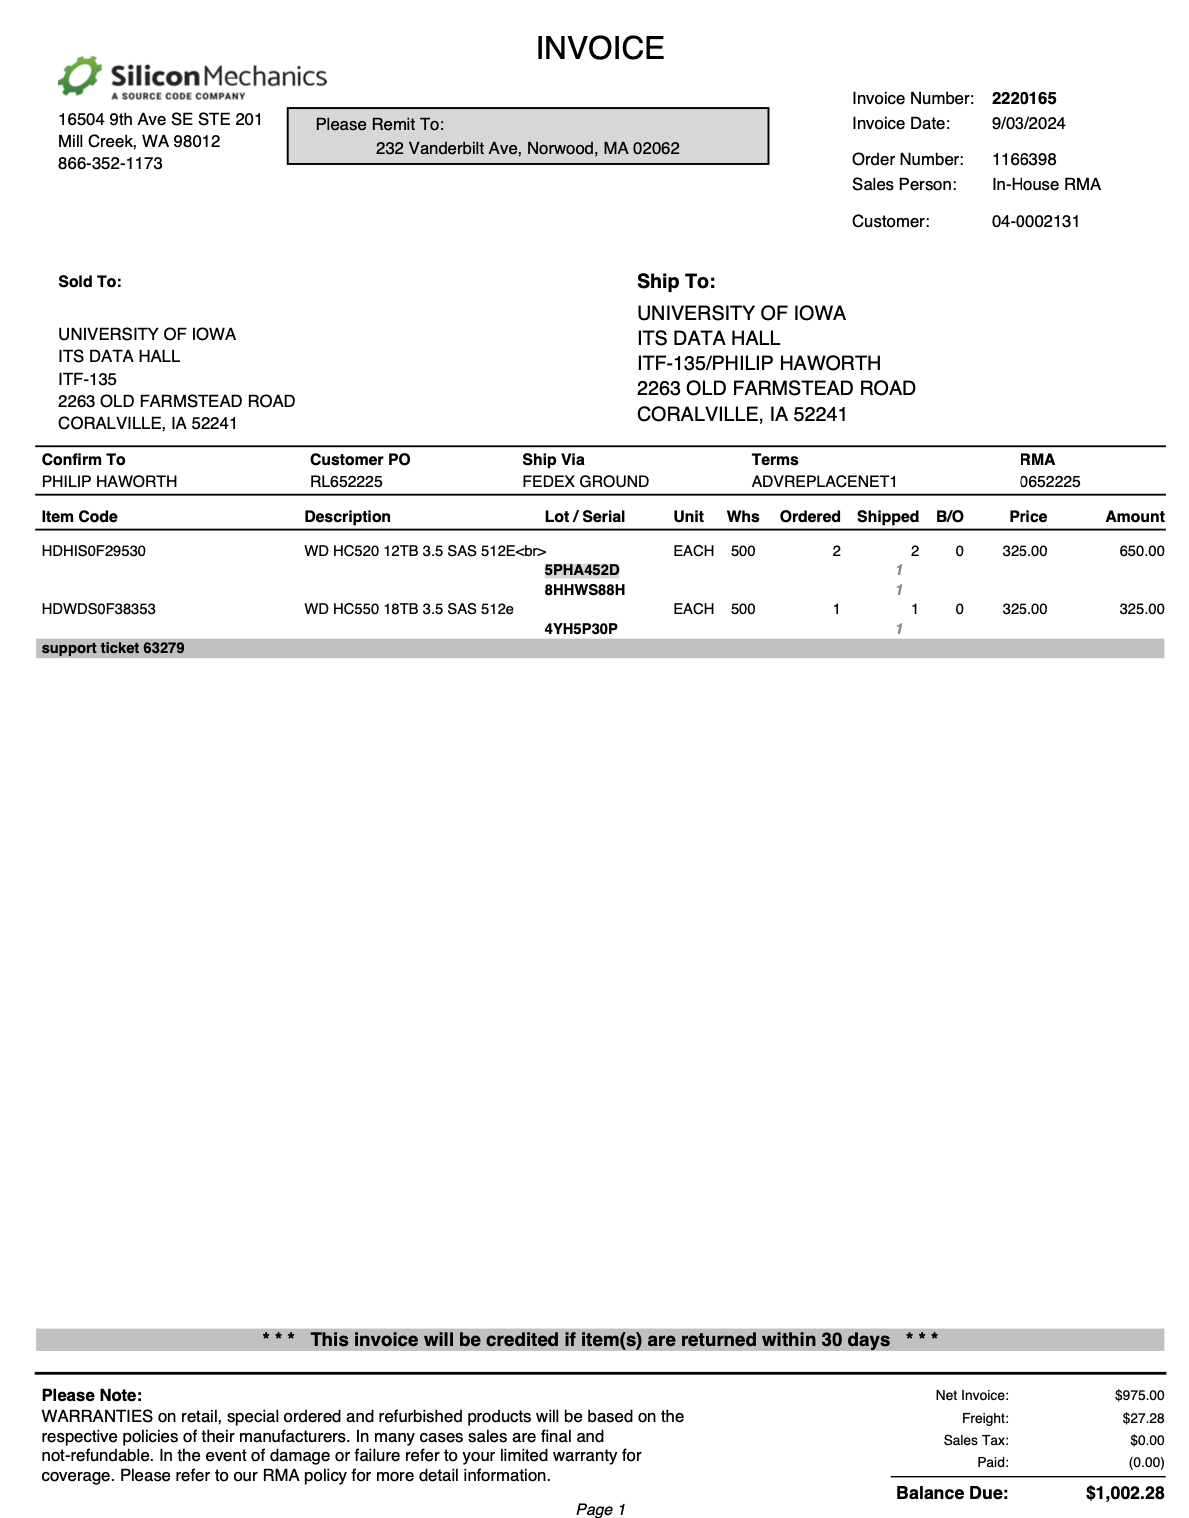 INVOICE
SiliconMechanics
A SOURCE CODE COMPANY
16504 9th Ave SE STE 201
Mill Creek, WA 98012
866-352-1173
Please Remit To:
232 Vanderbilt Ave, Norwood, MA 02062
Invoice Number: 2220165
Invoice Date: 9/03/2024
Order Number: 1166398
Sales Person: In-House RMA
Customer: 04-0002131
Sold To:
UNIVERSITY OF IOWA
ITS DATA HALL
ITF-135
2263 OLD FARMSTEAD ROAD
CORALVILLE, IA 52241
Ship To:
UNIVERSITY OF IOWA
ITS DATA HALL
ITF-135/PHILIP HAWORTH
2263 OLD FARMSTEAD ROAD
CORALVILLE, IA 52241
Confirm To Customer PO Ship Via Terms RMA
PHILIP HAWORTH RL652225 FEDEX GROUND ADVREPLACENET1 0652225
Item Code Description Lot / Serial Unit Whs Ordered Shipped B/O Price Amount
HDHIS0F29530 WD HC520 12TB 3.5 SAS 512E<br> EACH 500 2 2 0 325.00 650.00
5PHA452D 1
8HHWS88H 1
HDWDS0F38353 WD HC550 18TB 3.5 SAS 512e EACH 500 1 1 0 325.00 325.00
4YH5P30P 1
support ticket 63279
* * * This invoice will be credited if item(s) are returned within 30 days * * *
Please Note:
WARRANTIES on retail, special ordered and refurbished products will be based on the
respective policies of their manufacturers. In many cases sales are final and
not-refundable. In the event of damage or failure refer to your limited warranty for
coverage. Please refer to our RMA policy for more detail information.
Net Invoice: $975.00
Freight: $27.28
Sales Tax: $0.00
Paid: (0.00)
Balance Due: $1,002.28
Page 1